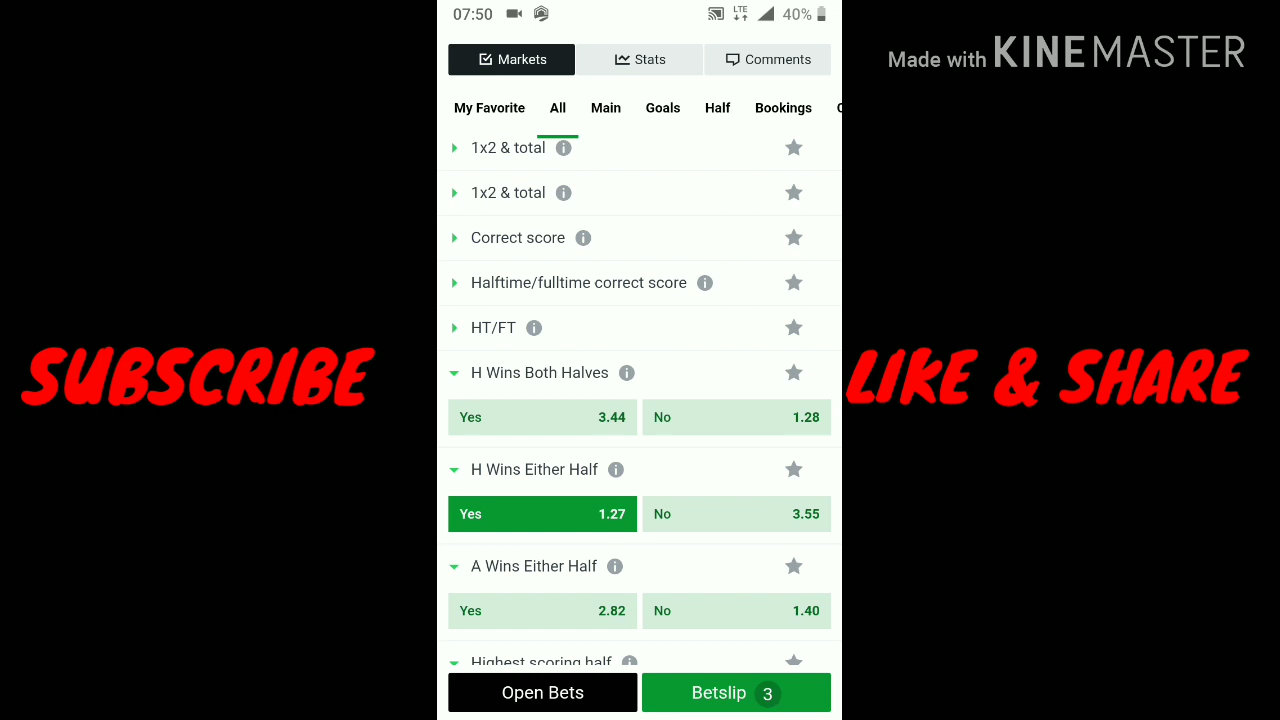 07:50
LTE
40%
Made with KINEMASTER
Markets
Stats
Comments
My Favorite
All
Main
Goals
Half
Bookings
1x2 & total
1x2 & total
Correct score
Halftime/fulltime correct score
HT/FT
H Wins Both Halves
Yes 3.44
No 1.28
H Wins Either Half
Yes 1.27
No 3.55
A Wins Either Half
Yes 2.82
No 1.40
Highest scoring half
Open Bets
Betslip 3
SUBSCRIBE
LIKE & SHARE